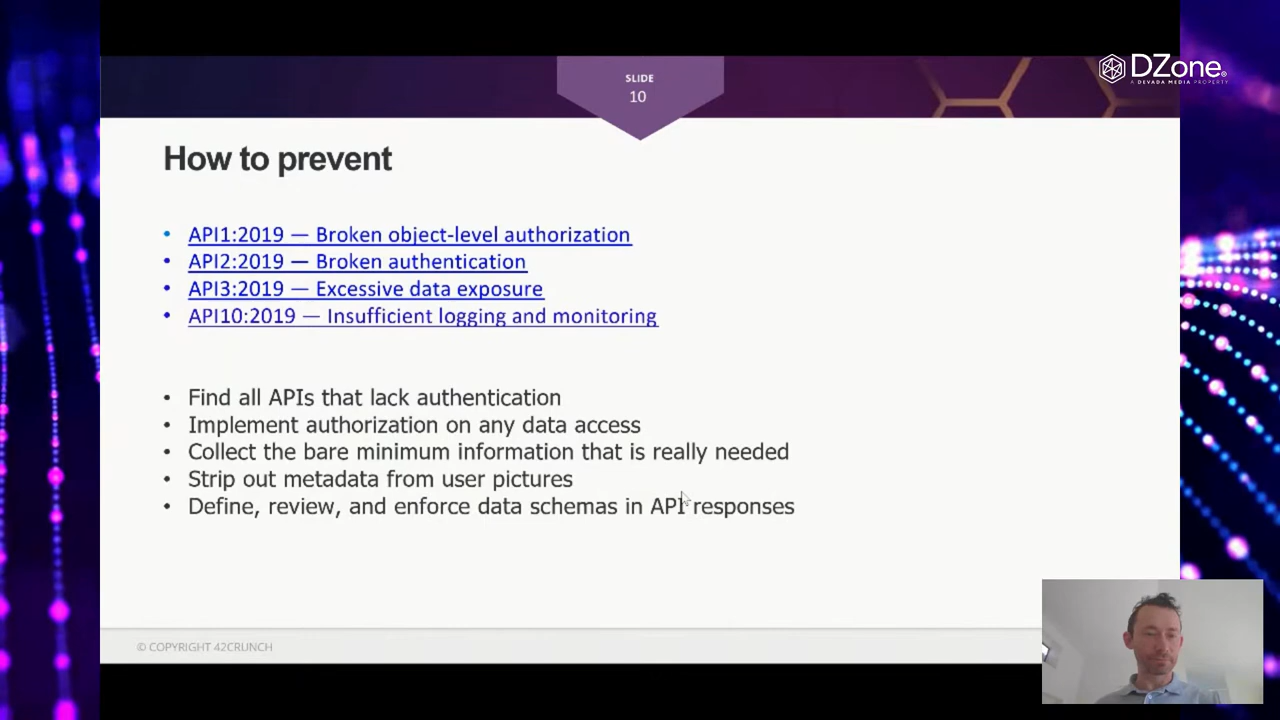 SLIDE
10
DZone
A DEVADA MEDIA PROPERTY
How to prevent
• API1:2019 — Broken object-level authorization
• API2:2019 — Broken authentication
• API3:2019 — Excessive data exposure
• API10:2019 — Insufficient logging and monitoring
• Find all APIs that lack authentication
• Implement authorization on any data access
• Collect the bare minimum information that is really needed
• Strip out metadata from user pictures
• Define, review, and enforce data schemas in API responses
© COPYRIGHT 42CRUNCH